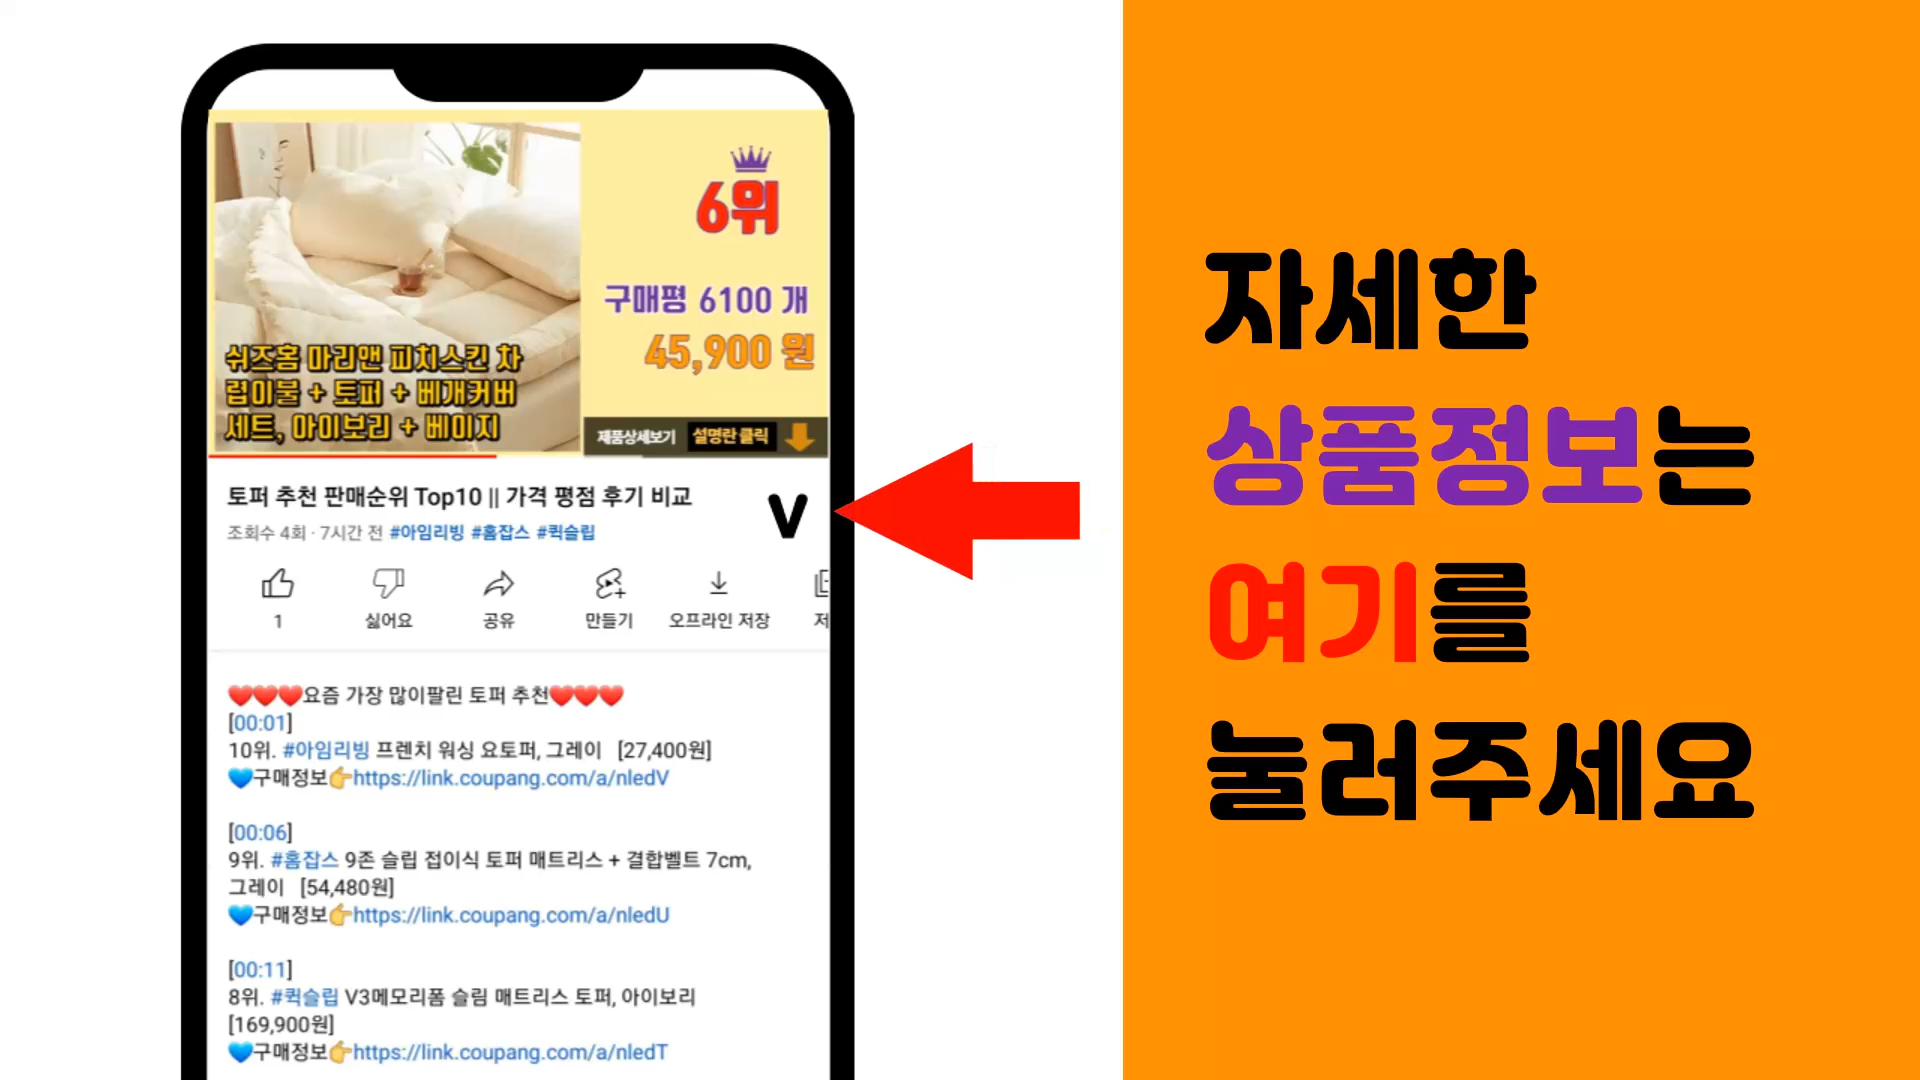 6위
구매평 6100 개
45,900 원
쉬즈홈 마리앤 피치스킨 차
렵이불 + 토퍼 + 베개커버
세트, 아이보리 + 베이지
제품상세보기 설명란 클릭
토퍼 추천 판매순위 Top10 || 가격 평점 후기 비교
V
조회수 4회 · 7시간 전 #아임리빙 #홈잡스 #퀵슬립
1 싫어요 공유 만들기 오프라인 저장 저
❤️❤️❤️요즘 가장 많이팔린 토퍼 추천❤️❤️❤️
[00:01]
10위. #아임리빙 프렌치 워싱 요토퍼, 그레이 [27,400원]
💙구매정보👉https://link.coupang.com/a/nledV
[00:06]
9위. #홈잡스 9존 슬립 접이식 토퍼 매트리스 + 결합벨트 7cm,
그레이 [54,480원]
💙구매정보👉https://link.coupang.com/a/nledU
[00:11]
8위. #퀵슬립 V3메모리폼 슬림 매트리스 토퍼, 아이보리
[169,900원]
💙구매정보👉https://link.coupang.com/a/nledT
자세한
상품정보는
여기를
눌러주세요